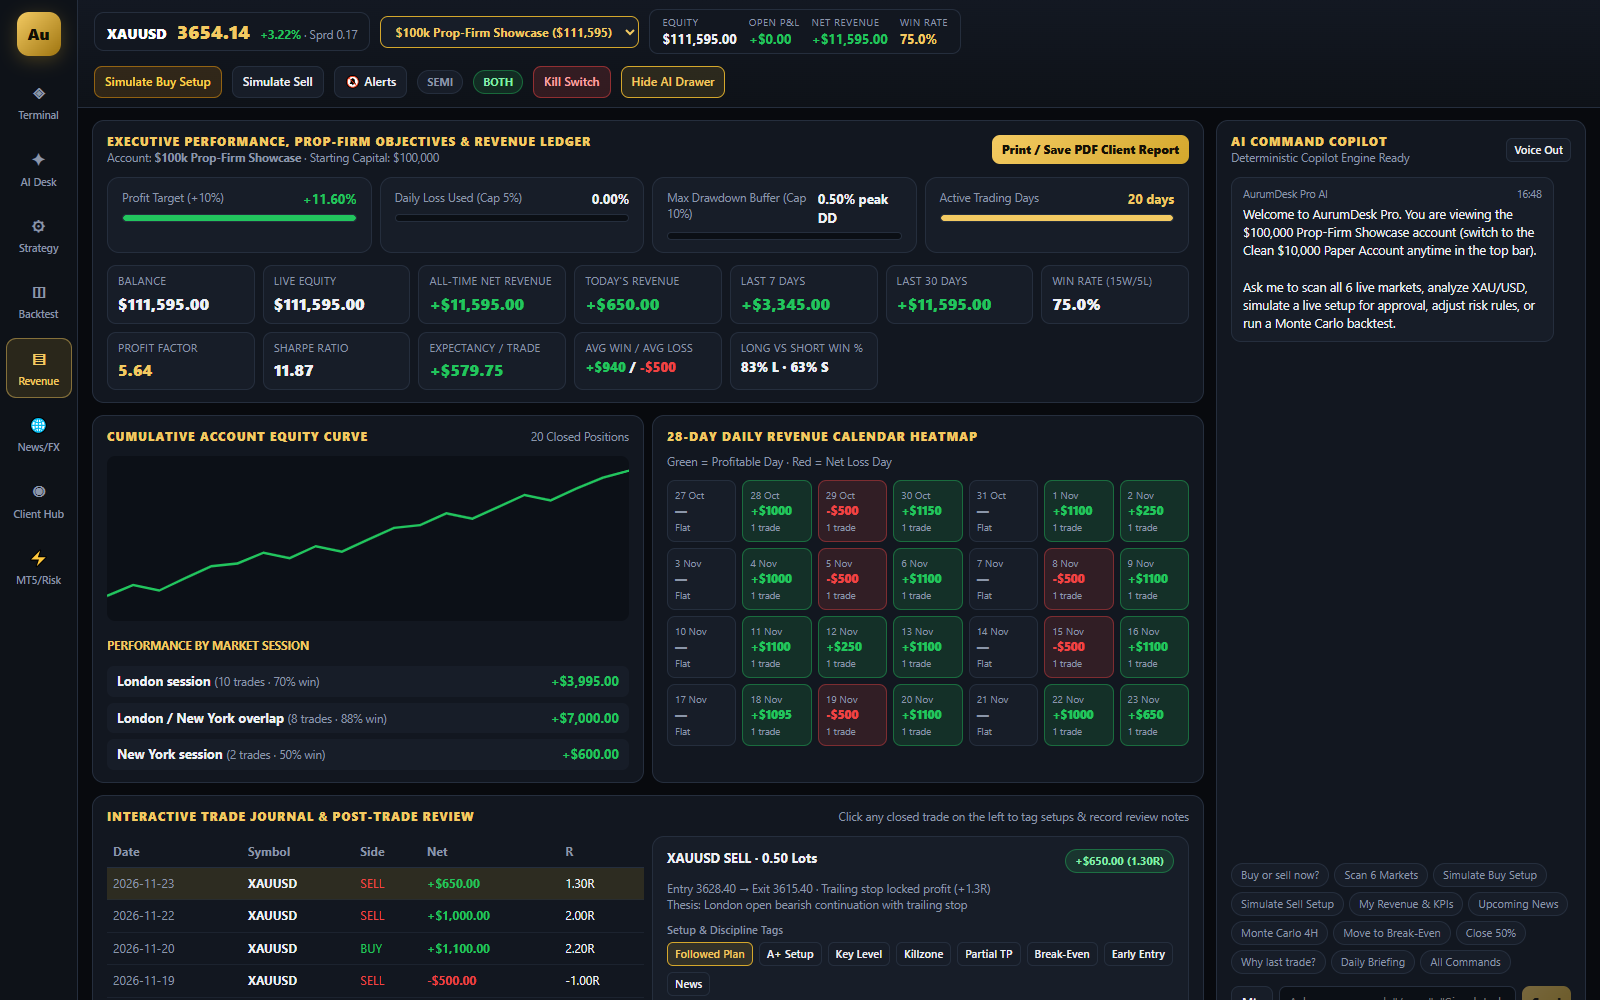 Au
XAUUSD 3654.14 +3.22% · Sprd 0.17
$100k Prop-Firm Showcase ($111,595)
EQUITY OPEN P&L NET REVENUE WIN RATE
$111,595.00 +$0.00 +$11,595.00 75.0%
Simulate Buy Setup Simulate Sell Alerts SEMI BOTH Kill Switch Hide AI Drawer
Terminal
AI Desk
Strategy
Backtest
Revenue
News/FX
Client Hub
MT5/Risk
EXECUTIVE PERFORMANCE, PROP-FIRM OBJECTIVES & REVENUE LEDGER
Account: $100k Prop-Firm Showcase · Starting Capital: $100,000
Print / Save PDF Client Report
Profit Target (+10%) +11.60%
Daily Loss Used (Cap 5%) 0.00%
Max Drawdown Buffer (Cap 10%) 0.50% peak DD
Active Trading Days 20 days
BALANCE
$111,595.00
LIVE EQUITY
$111,595.00
ALL-TIME NET REVENUE
+$11,595.00
TODAY'S REVENUE
+$650.00
LAST 7 DAYS
+$3,345.00
LAST 30 DAYS
+$11,595.00
WIN RATE (15W/5L)
75.0%
PROFIT FACTOR
5.64
SHARPE RATIO
11.87
EXPECTANCY / TRADE
+$579.75
AVG WIN / AVG LOSS
+$940 / -$500
LONG VS SHORT WIN %
83% L · 63% S
CUMULATIVE ACCOUNT EQUITY CURVE
20 Closed Positions
PERFORMANCE BY MARKET SESSION
London session (10 trades · 70% win) +$3,995.00
London / New York overlap (8 trades · 88% win) +$7,000.00
New York session (2 trades · 50% win) +$600.00
28-DAY DAILY REVENUE CALENDAR HEATMAP
Green = Profitable Day · Red = Net Loss Day
27 Oct 28 Oct 29 Oct 30 Oct 31 Oct 1 Nov 2 Nov
— +$1000 -$500 +$1150 — +$1100 +$250
Flat 1 trade 1 trade 1 trade Flat 1 trade 1 trade
3 Nov 4 Nov 5 Nov 6 Nov 7 Nov 8 Nov 9 Nov
— +$1000 -$500 +$1100 — -$500 +$1100
Flat 1 trade 1 trade 1 trade Flat 1 trade 1 trade
10 Nov 11 Nov 12 Nov 13 Nov 14 Nov 15 Nov 16 Nov
— +$1100 +$250 +$1100 — -$500 +$1100
Flat 1 trade 1 trade 1 trade Flat 1 trade 1 trade
17 Nov 18 Nov 19 Nov 20 Nov 21 Nov 22 Nov 23 Nov
— +$1095 -$500 +$1100 — +$1000 +$650
Flat 1 trade 1 trade 1 trade Flat 1 trade 1 trade
INTERACTIVE TRADE JOURNAL & POST-TRADE REVIEW
Click any closed trade on the left to tag setups & record review notes
Date Symbol Side Net R
2026-11-23 XAUUSD SELL +$650.00 1.30R
2026-11-22 XAUUSD SELL +$1,000.00 2.00R
2026-11-20 XAUUSD BUY +$1,100.00 2.20R
2026-11-19 XAUUSD SELL -$500.00 -1.00R
XAUUSD SELL · 0.50 Lots
+$650.00 (1.30R)
Entry 3628.40 → Exit 3615.40 · Trailing stop locked profit (+1.3R)
Thesis: London open bearish continuation with trailing stop
Setup & Discipline Tags
Followed Plan A+ Setup Key Level Killzone Partial TP Break-Even Early Entry
News
AI COMMAND COPILOT
Deterministic Copilot Engine Ready
Voice Out
AurumDesk Pro AI 16:48
Welcome to AurumDesk Pro. You are viewing the
$100,000 Prop-Firm Showcase account (switch to the
Clean $10,000 Paper Account anytime in the top bar).
Ask me to scan all 6 live markets, analyze XAU/USD,
simulate a live setup for approval, adjust risk rules, or
run a Monte Carlo backtest.
Buy or sell now? Scan 6 Markets Simulate Buy Setup
Simulate Sell Setup My Revenue & KPIs Upcoming News
Monte Carlo 4H Move to Break-Even Close 50%
Why last trade? Daily Briefing All Commands